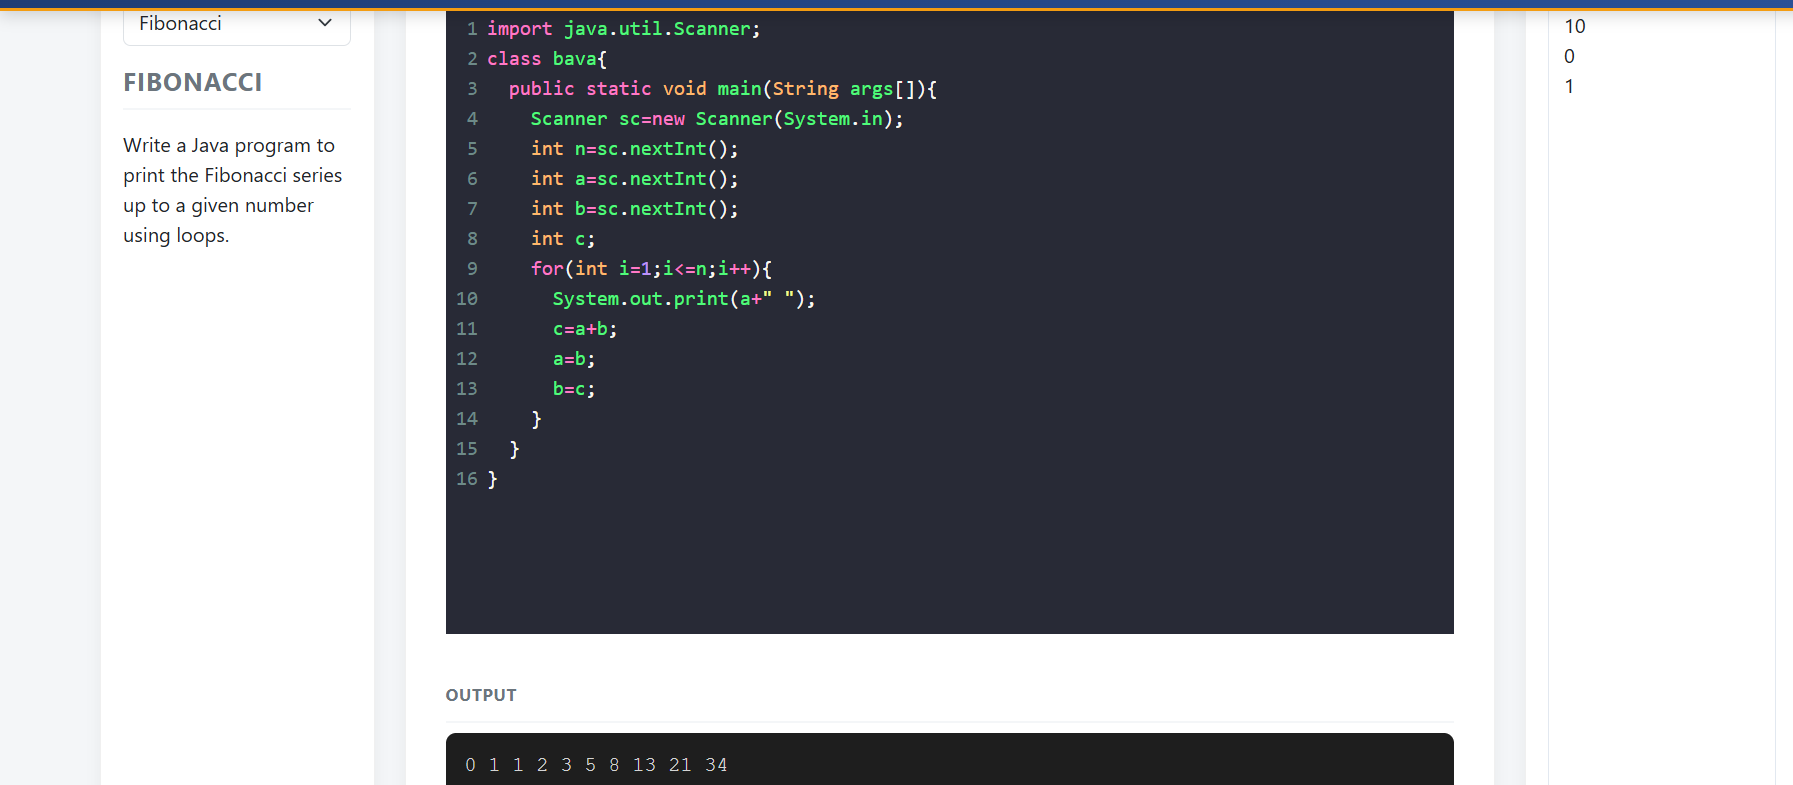 Fibonacci
FIBONACCI
Write a Java program to
print the Fibonacci series
up to a given number
using loops.
1 import java.util.Scanner;
2 class bava{
3   public static void main(String args[]){
4     Scanner sc=new Scanner(System.in);
5     int n=sc.nextInt();
6     int a=sc.nextInt();
7     int b=sc.nextInt();
8     int c;
9     for(int i=1;i<=n;i++){
10       System.out.print(a+" ");
11       c=a+b;
12       a=b;
13       b=c;
14     }
15   }
16 }
OUTPUT
0 1 1 2 3 5 8 13 21 34
10
0
1